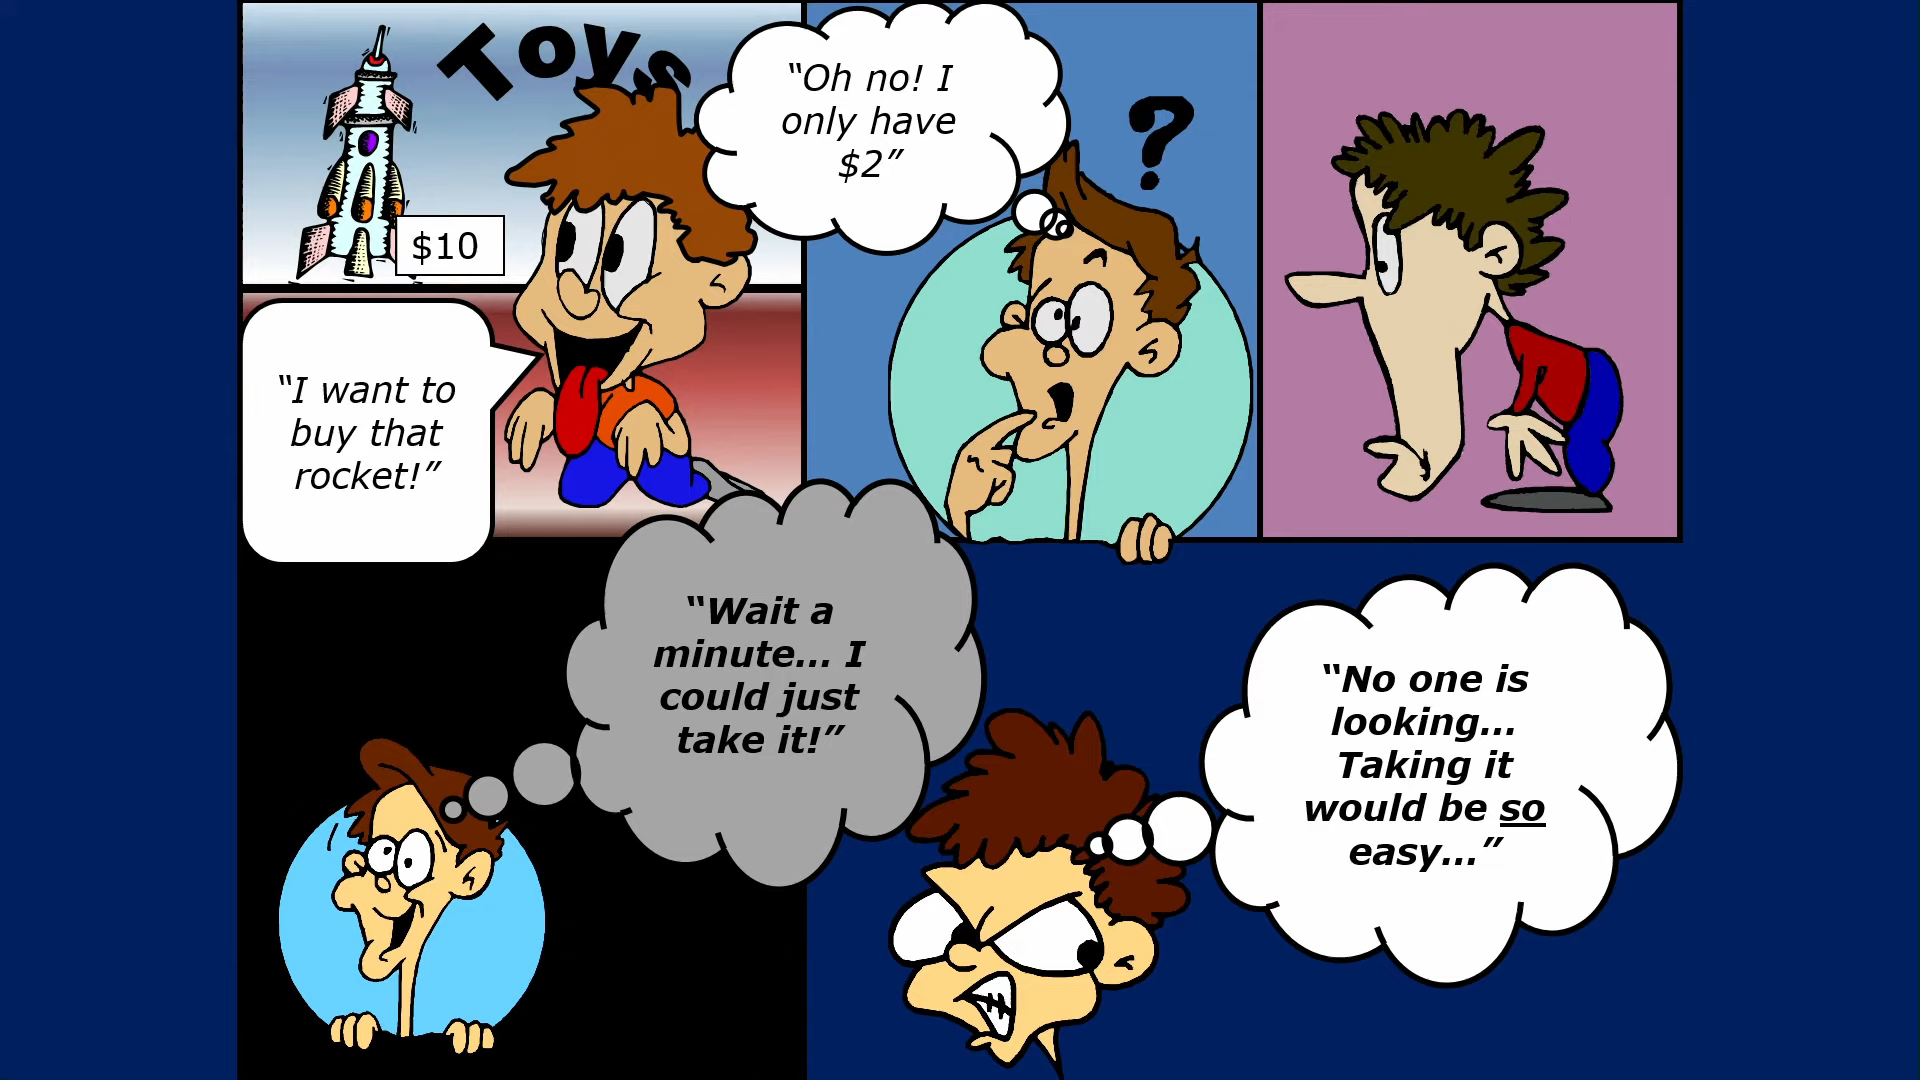 Toys
$10
“I want to
buy that
rocket!”
“Oh no! I
only have
$2”
?
“Wait a
minute... I
could just
take it!”
“No one is
looking...
Taking it
would be so
easy...”